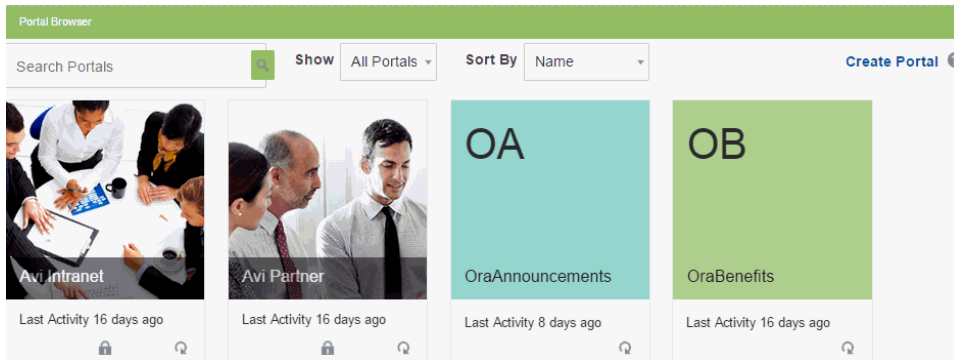 Portal Browser
Search Portals
Show All Portals Sort By Name Create Portal ?
OA
OB
Avi Intranet
Avi Partner
OraAnnouncements
OraBenefits
Last Activity 16 days ago
Last Activity 16 days ago
Last Activity 8 days ago
Last Activity 16 days ago